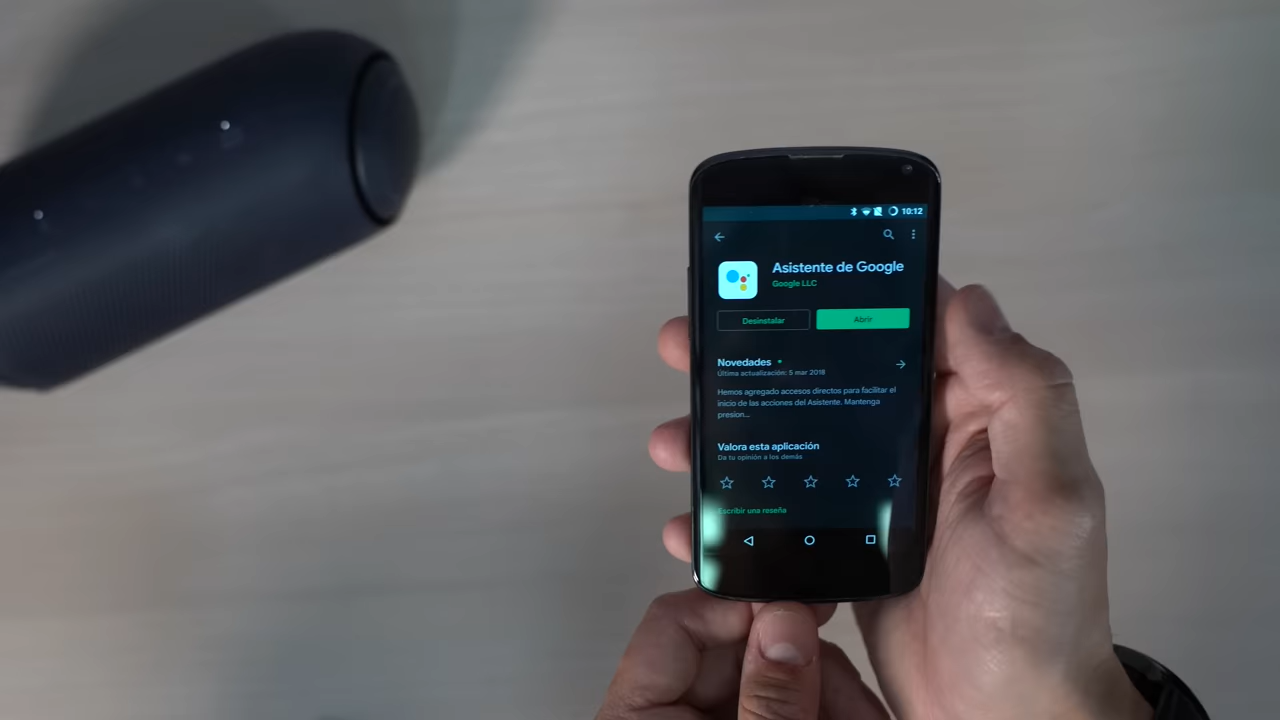 10:12
Asistente de Google
Google LLC
Desinstalar
Abrir
Novedades
Última actualización: 5 mar 2018
Hemos agregado accesos directos para facilitar el
inicio de las acciones del Asistente. Mantenga
presion...
Valora esta aplicación
Da tu opinión a los demás
Escribir una reseña